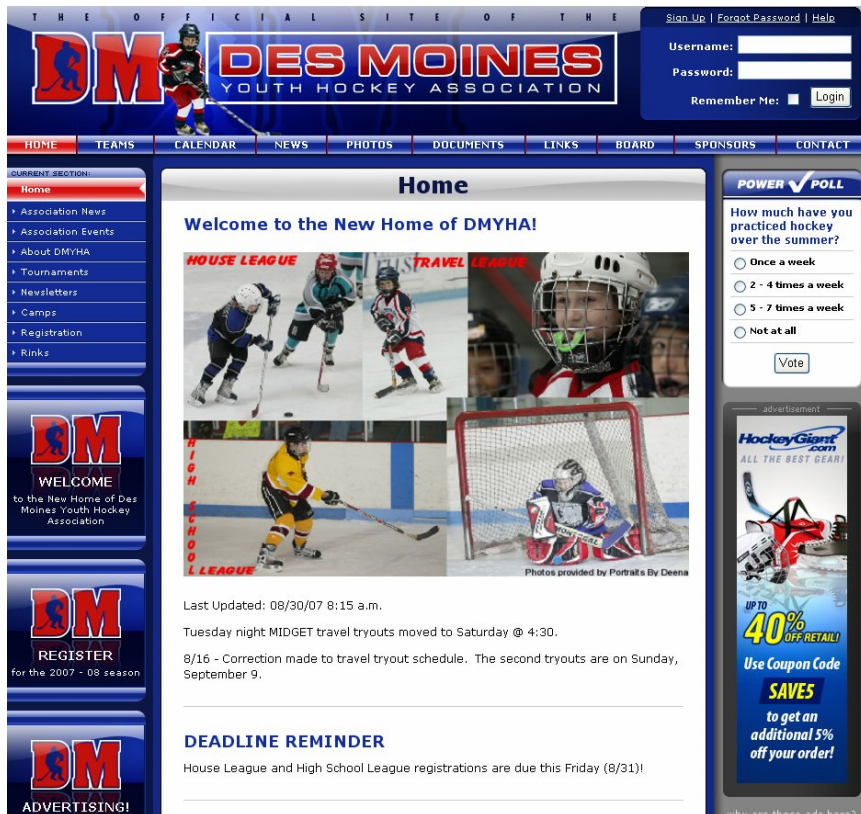 THE OFFICIAL SITE OF THE
DM
DES MOINES
YOUTH HOCKEY ASSOCIATION
Sign Up | Forgot Password | Help
Username:
Password:
Remember Me:
Login
HOME TEAMS CALENDAR NEWS PHOTOS DOCUMENTS LINKS BOARD SPONSORS CONTACT
CURRENT SECTION:
Home
Association News
Association Events
About DMYHA
Tournaments
Newsletters
Camps
Registration
Rinks
DM
WELCOME
to the New Home of Des
Moines Youth Hockey
Association
DM
REGISTER
for the 2007 - 08 season
DM
ADVERTISING!
Home
Welcome to the New Home of DMYHA!
HOUSE LEAGUE
TRAVEL LEAGUE
HIGH SCHOOL LEAGUE
MONTREAL
Photos provided by Portraits By Deena
Last Updated: 08/30/07 8:15 a.m.
Tuesday night MIDGET travel tryouts moved to Saturday @ 4:30.
8/16 - Correction made to travel tryout schedule. The second tryouts are on Sunday,
September 9.
DEADLINE REMINDER
House League and High School League registrations are due this Friday (8/31)!
POWER POLL
How much have you
practiced hockey
over the summer?
Once a week
2 - 4 times a week
5 - 7 times a week
Not at all
Vote
advertisement
HockeyGiant
.com
ALL THE BEST GEAR!
UP TO
40%
OFF RETAIL!
Use Coupon Code
SAVE5
to get an
additional 5%
off your order!
why are these ads here?